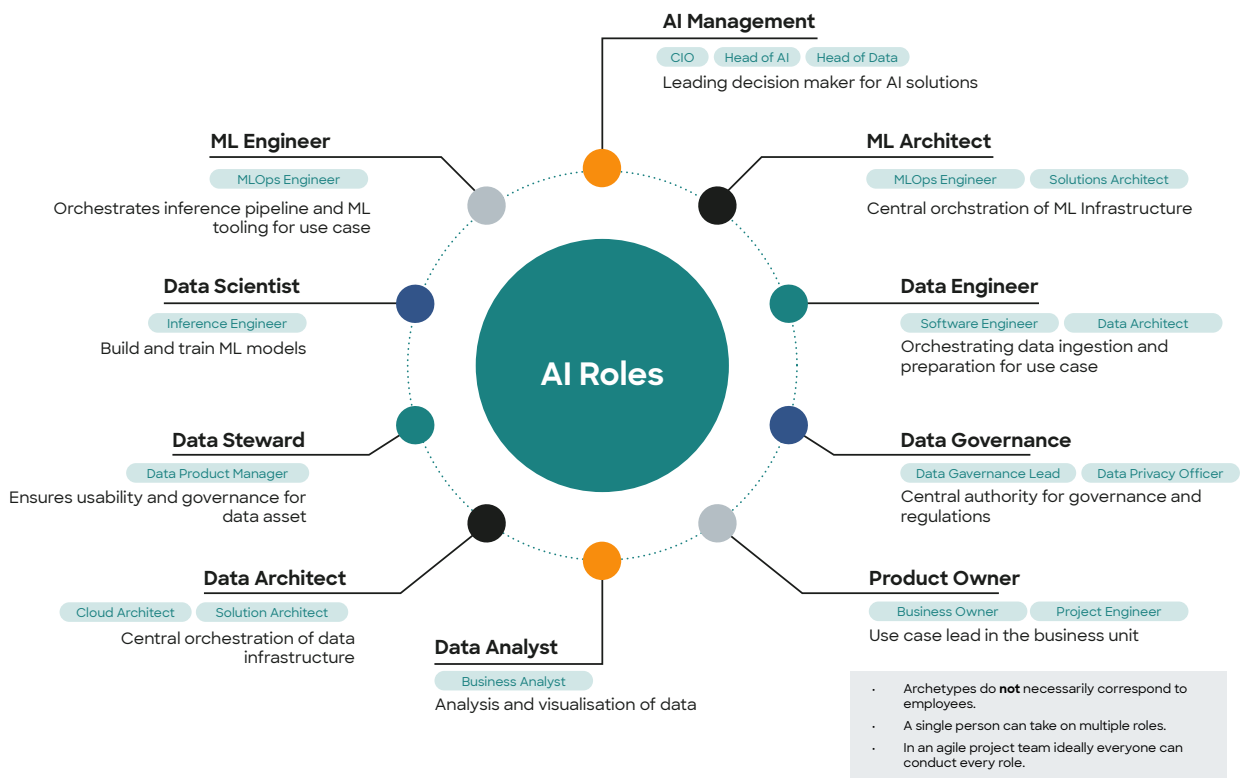 AI Management
CIO Head of AI Head of Data
Leading decision maker for AI solutions
ML Architect
MLOps Engineer Solutions Architect
Central orchstration of ML Infrastructure
Data Engineer
Software Engineer Data Architect
Orchestrating data ingestion and
preparation for use case
Data Governance
Data Gavernance Lead Data Privacy Officer
Central authority for governance and
regulations
Product Owner
Business Owner Project Engineer
Use case lead in the business unit
Data Analyst
Business Analyst
Analysis and visualisation of data
Data Architect
Cloud Architect Solution Architect
Central orchestration of data
infrastructure
Data Steward
Data Product Manager
Ensures usability and governance for
data asset
Data Scientist
Inference Engineer
Build and train ML models
ML Engineer
MLOps Engineer
Orchestrates inference pipeline and ML
tooling for use case
AI Roles
· Archetypes do not necessarily correspond to
employees.
· A single person can take on multiple roles.
· In an agile project team ideally everyone can
conduct every role.